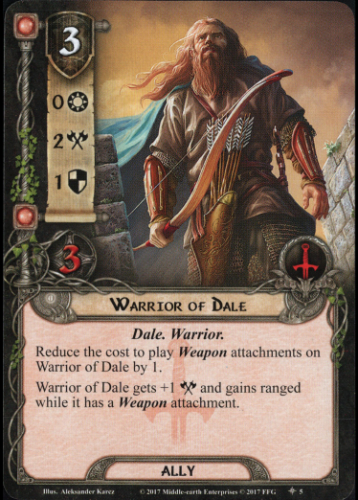 3
0
2
1
3
WARRIOR OF DALE
Dale. Warrior.
Reduce the cost to play Weapon attachments on
Warrior of Dale by 1.
Warrior of Dale gets +1 and gains ranged
while it has a Weapon attachment.
Illus. Aleksander Karcz © 2017 Middle-earth Enterprises © 2017 FFG 5
ALLY